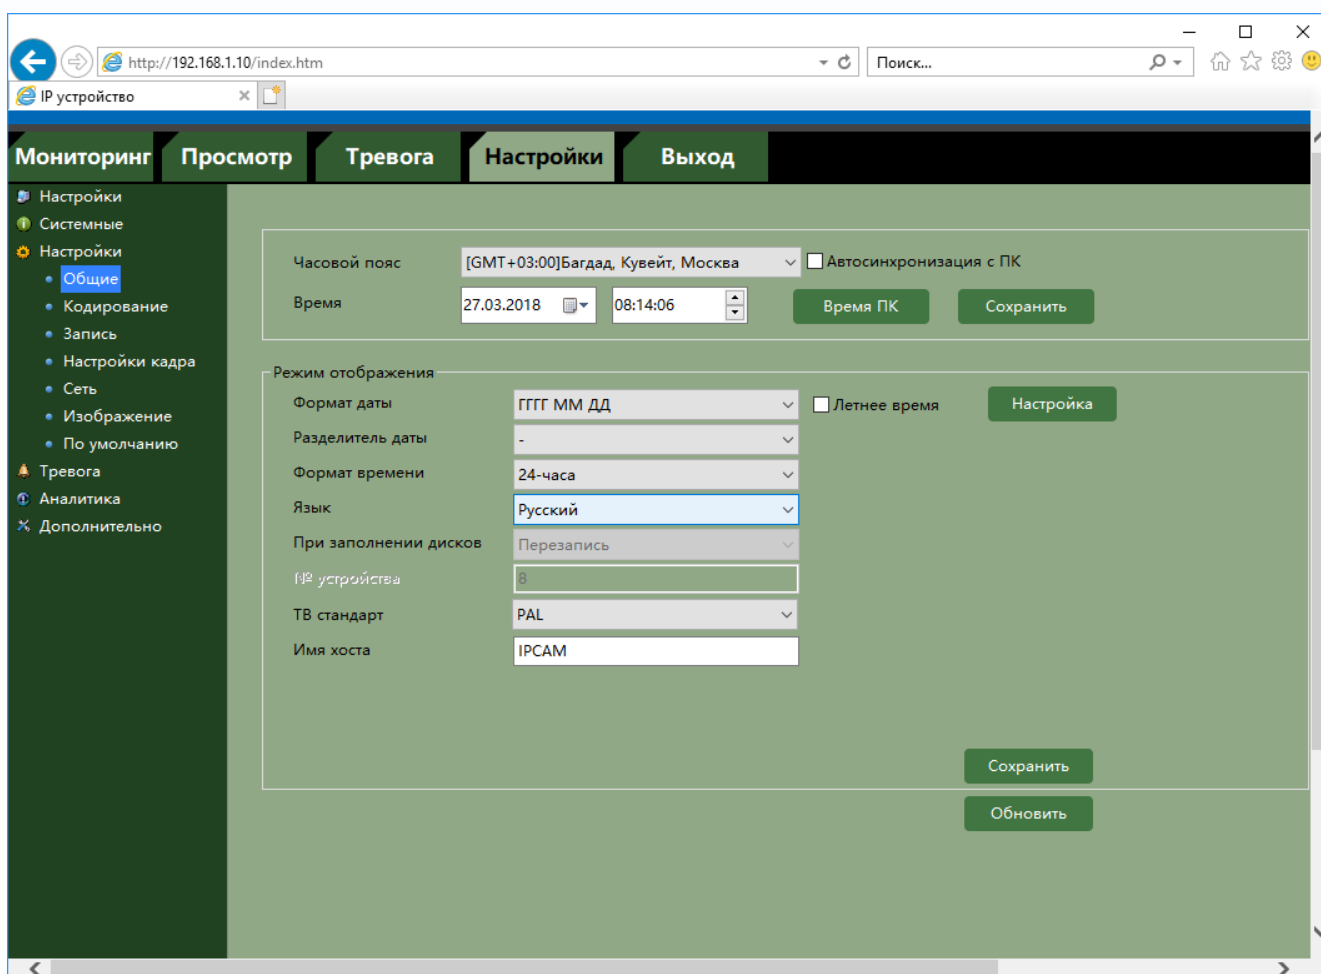 http://192.168.1.10/index.htm
Поиск...
IP устройство
Мониторинг Просмотр Тревога Настройки Выход
Настройки
Системные
Настройки
Общие
Кодирование
Запись
Настройки кадра
Сеть
Изображение
По умолчанию
Тревога
Аналитика
Дополнительно
Часовой пояс [GMT+03:00]Багдад, Кувейт, Москва Автосинхронизация с ПК
Время 27.03.2018 08:14:06 Время ПК Сохранить
Режим отображения
Формат даты ГГГГ ММ ДД Летнее время Настройка
Разделитель даты -
Формат времени 24-часа
Язык Русский
При заполнении дисков Перезапись
№ устройства 8
ТВ стандарт PAL
Имя хоста IPCAM
Сохранить
Обновить